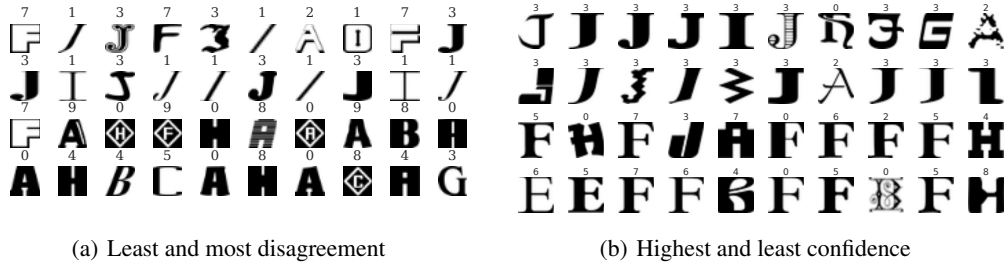 7 1 3 7 3 1 2 0 7 3
F I J F J I A I F J
3 1 3 1 1 3 1 3 1 1
J I J I I J I J I I
7 9 0 9 0 8 0 9 8 0
F A H F H A A A B H
0 4 4 5 0 8 0 8 4 3
A H B C A H A C A G
(a) Least and most disagreement
3 3 3 3 3 3 0 3 3 2
J J J J I J H J G A
3 3 3 3 3 3 2 3 3 3
J J I J A J J
5 0 7 3 7 0 6 2 5 4
F H F J A F F F F H
5 5 7 6 4 0 5 0 5 8
E E F F B F F B F H
(b) Highest and least confidence